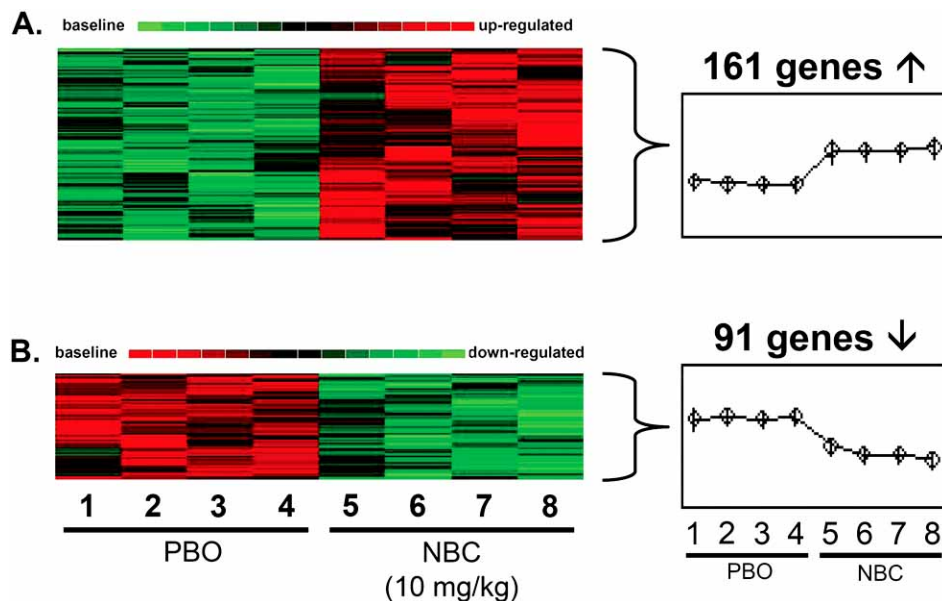 A.
baseline up-regulated
161 genes ↑
B.
baseline down-regulated
91 genes ↓
1 2 3 4 5 6 7 8
PBO NBC
(10 mg/kg)
1 2 3 4 5 6 7 8
PBO NBC